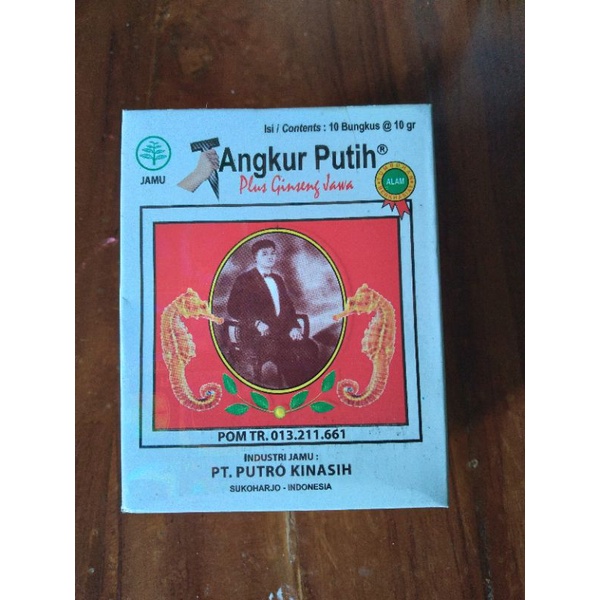 Isi / Contents : 10 Bungkus @ 10 gr
JAMU
TAngkur Putih®
Plus Ginseng Jawa
ALAM
POM TR. 013.211.661
INDUSTRI JAMU :
PT. PUTRO KINASIH
SUKOHARJO - INDONESIA